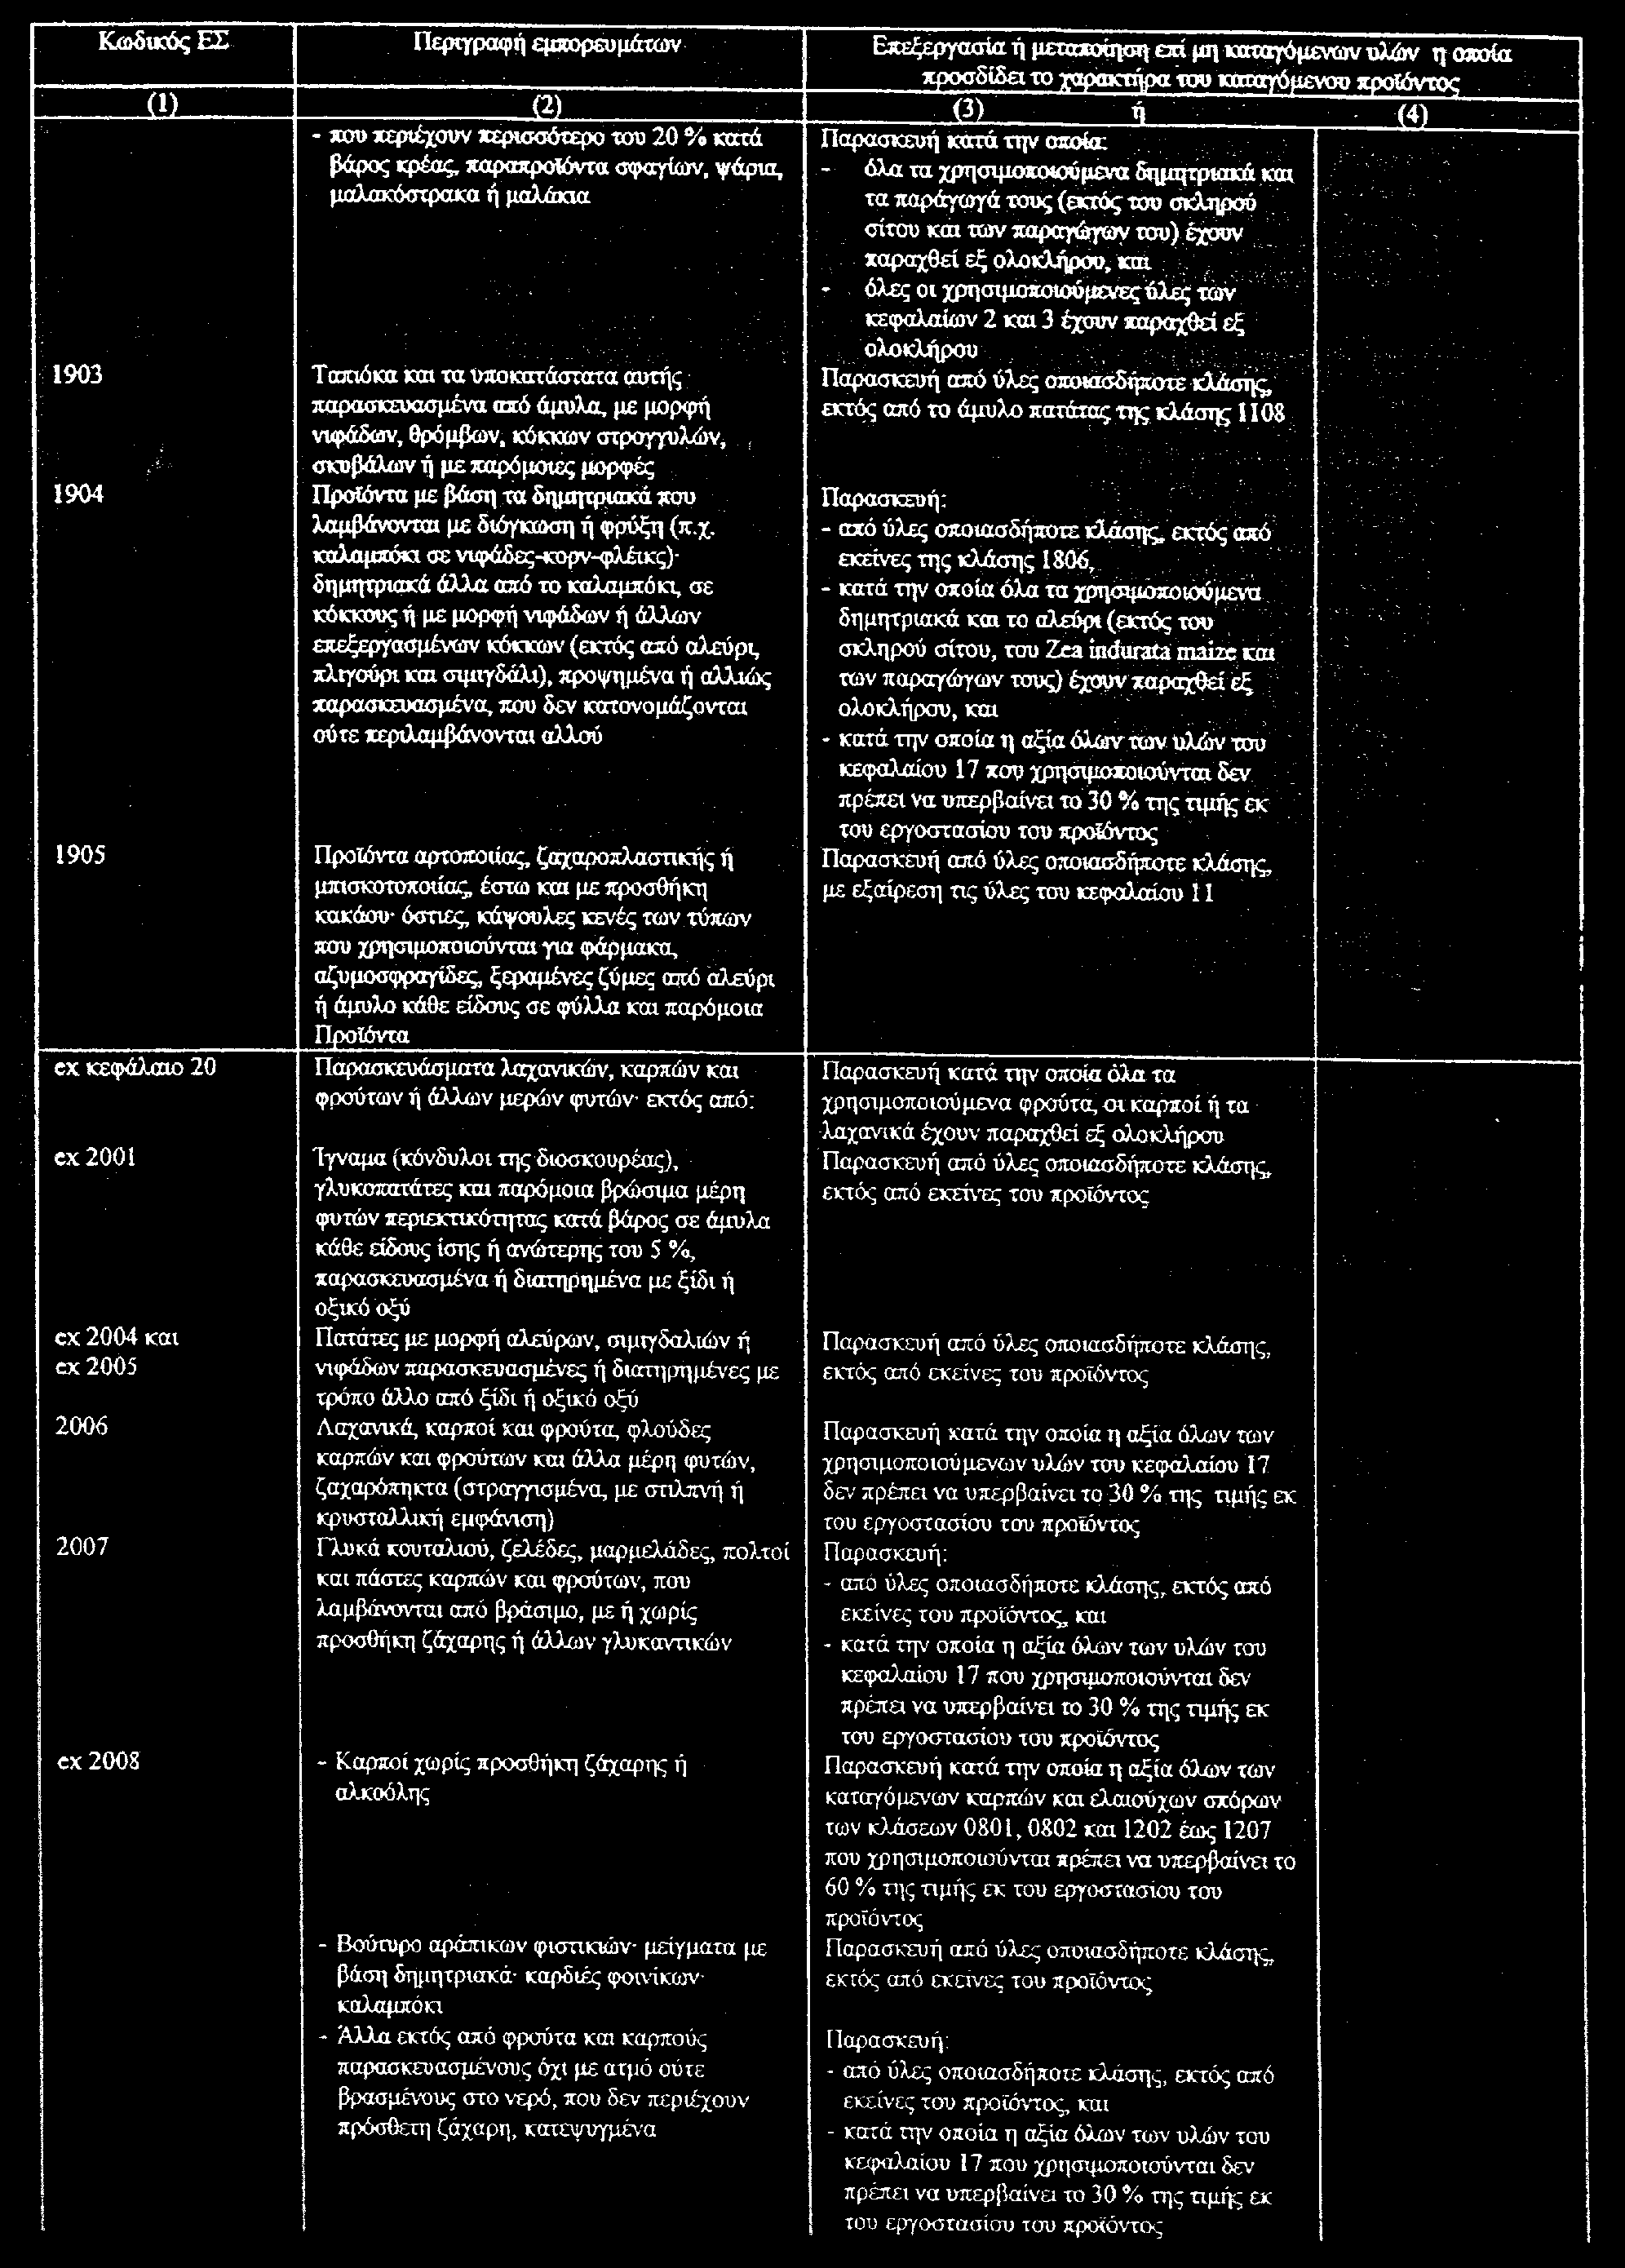 Κωδικός ΕΣ
Περιγραφή εμπορευμάτων
Επεξεργασία ή μεταποίηση επί μη καταγόμενων υλών η οποία
προσδίδει το χαρακτήρα του καταγόμενου προϊόντος
(1)
(2)
(3) ή (4)
- που περιέχουν περισσότερο του 20 % κατά
βάρος κρέας, παραπροϊόντα σφαγίων, ψάρια,
μαλακόστρακα ή μαλάκια
Παρασκευή κατά την οποία:
- όλα τα χρησιμοποιούμενα δημητριακά και
τα παράγωγά τους (εκτός του σκληρού
σίτου και των παραγώγων του) έχουν
παραχθεί εξ ολοκλήρου, και
- όλες οι χρησιμοποιούμενες ύλες των
κεφαλαίων 2 και 3 έχουν παραχθεί εξ
ολοκλήρου
1903
Ταπιόκα και τα υποκατάστατα αυτής
παρασκευασμένα από άμυλα, με μορφή
νιφάδων, θρόμβων, κόκκων στρογγυλών,
σκυβάλων ή με παρόμοιες μορφές
Παρασκευή από ύλες οποιασδήποτε κλάσης,
εκτός από το άμυλο πατάτας της κλάσης 1108
1904
Προϊόντα με βάση τα δημητριακά που
λαμβάνονται με διόγκωση ή φρύξη (π.χ.
καλαμπόκι σε νιφάδες-κορν-φλέικς)·
δημητριακά άλλα από το καλαμπόκι, σε
κόκκους ή με μορφή νιφάδων ή άλλων
επεξεργασμένων κόκκων (εκτός από αλεύρι,
πλιγούρι και σιμιγδάλι), προψημένα ή αλλιώς
παρασκευασμένα, που δεν κατονομάζονται
ούτε περιλαμβάνονται αλλού
Παρασκευή:
- από ύλες οποιασδήποτε κλάσης, εκτός από
εκείνες της κλάσης 1806,
- κατά την οποία όλα τα χρησιμοποιούμενα
δημητριακά και το αλεύρι (εκτός του
σκληρού σίτου, του Zea indurata maize και
των παραγώγων τους) έχουν παραχθεί εξ
ολοκλήρου, και
- κατά την οποία η αξία όλων των υλών του
κεφαλαίου 17 που χρησιμοποιούνται δεν
πρέπει να υπερβαίνει το 30 % της τιμής εκ
του εργοστασίου του προϊόντος
1905
Προϊόντα αρτοποιίας, ζαχαροπλαστικής ή
μπισκοτοποιίας, έστω και με προσθήκη
κακάου· όστιες, κάψουλες κενές των τύπων
που χρησιμοποιούνται για φάρμακα,
αζυμοσφραγίδες, ξεραμένες ζύμες από αλεύρι
ή άμυλο κάθε είδους σε φύλλα και παρόμοια
Προϊόντα
Παρασκευή από ύλες οποιασδήποτε κλάσης,
με εξαίρεση τις ύλες του κεφαλαίου 11
ex κεφάλαιο 20
Παρασκευάσματα λαχανικών, καρπών και
φρούτων ή άλλων μερών φυτών· εκτός από:
Παρασκευή κατά την οποία όλα τα
χρησιμοποιούμενα φρούτα, οι καρποί ή τα
λαχανικά έχουν παραχθεί εξ ολοκλήρου
ex 2001
Ίγναμα (κόνδυλοι της διοσκουρέας),
γλυκοπατάτες και παρόμοια βρώσιμα μέρη
φυτών περιεκτικότητας κατά βάρος σε άμυλα
κάθε είδους ίσης ή ανώτερης του 5 %,
παρασκευασμένα ή διατηρημένα με ξίδι ή
οξικό οξύ
Παρασκευή από ύλες οποιασδήποτε κλάσης,
εκτός από εκείνες του προϊόντος
ex 2004 και
ex 2005
Πατάτες με μορφή αλεύρων, σιμιγδαλιών ή
νιφάδων παρασκευασμένες ή διατηρημένες με
τρόπο άλλο από ξίδι ή οξικό οξύ
Παρασκευή από ύλες οποιασδήποτε κλάσης,
εκτός από εκείνες του προϊόντος
2006
Λαχανικά, καρποί και φρούτα, φλούδες
καρπών και φρούτων και άλλα μέρη φυτών,
ζαχαρόπηκτα (στραγγισμένα, με στιλπνή ή
κρυσταλλική εμφάνιση)
Παρασκευή κατά την οποία η αξία όλων των
χρησιμοποιούμενων υλών του κεφαλαίου 17
δεν πρέπει να υπερβαίνει το 30 % της τιμής εκ
του εργοστασίου του προϊόντος
2007
Γλυκά κουταλιού, ζελέδες, μαρμελάδες, πολτοί
και πάστες καρπών και φρούτων, που
λαμβάνονται από βράσιμο, με ή χωρίς
προσθήκη ζάχαρης ή άλλων γλυκαντικών
Παρασκευή:
- από ύλες οποιασδήποτε κλάσης, εκτός από
εκείνες του προϊόντος, και
- κατά την οποία η αξία όλων των υλών του
κεφαλαίου 17 που χρησιμοποιούνται δεν
πρέπει να υπερβαίνει το 30 % της τιμής εκ
του εργοστασίου του προϊόντος
ex 2008
- Καρποί χωρίς προσθήκη ζάχαρης ή
αλκοόλης
Παρασκευή κατά την οποία η αξία όλων των
καταγόμενων καρπών και ελαιούχων σπόρων
των κλάσεων 0801, 0802 και 1202 έως 1207
που χρησιμοποιούνται πρέπει να υπερβαίνει το
60 % της τιμής εκ του εργοστασίου του
προϊόντος
- Βούτυρο αράπικων φιστικιών· μείγματα με
βάση δημητριακά· καρδιές φοινίκων·
καλαμπόκι
Παρασκευή από ύλες οποιασδήποτε κλάσης,
εκτός από εκείνες του προϊόντος
- Άλλα εκτός από φρούτα και καρπούς
παρασκευασμένους όχι με ατμό ούτε
βρασμένους στο νερό, που δεν περιέχουν
πρόσθετη ζάχαρη, κατεψυγμένα
Παρασκευή:
- από ύλες οποιασδήποτε κλάσης, εκτός από
εκείνες του προϊόντος, και
- κατά την οποία η αξία όλων των υλών του
κεφαλαίου 17 που χρησιμοποιούνται δεν
πρέπει να υπερβαίνει το 30 % της τιμής εκ
του εργοστασίου του προϊόντος